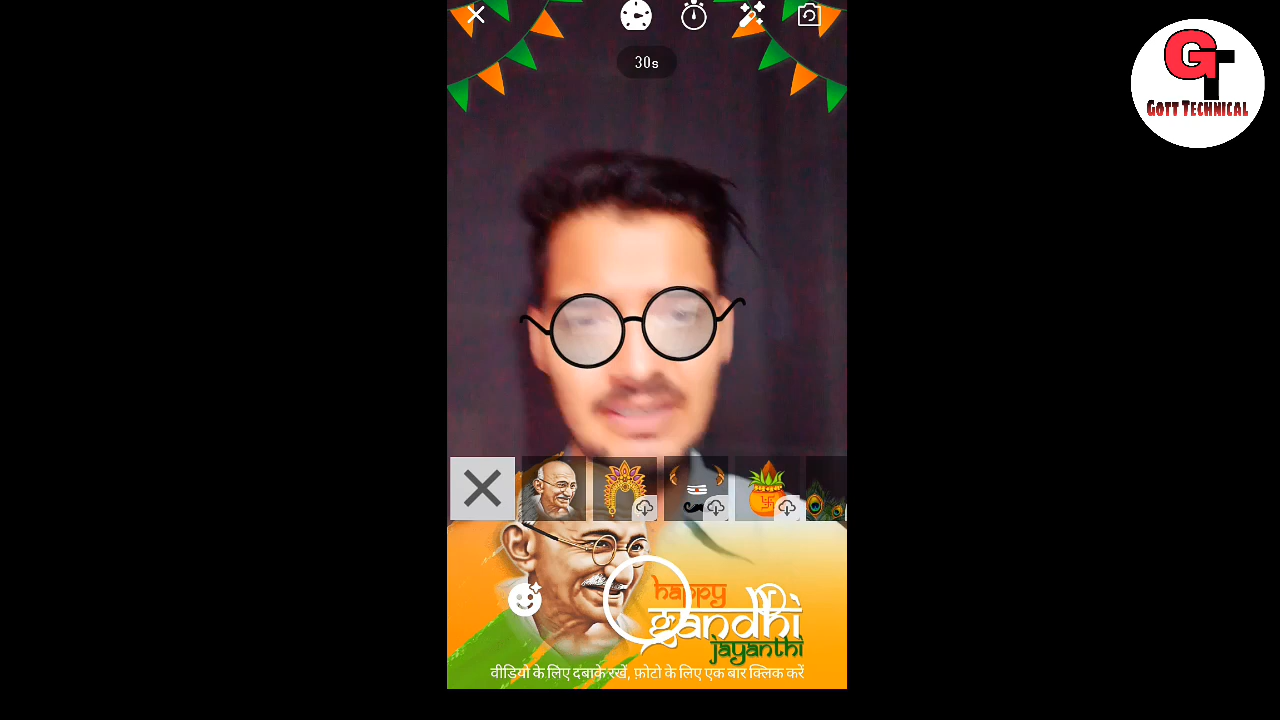 30s
GT
GOTT TECHNICAL
happy
gandhi
jayanthi
वीडियो के लिए दबाके रखें, फ़ोटो के लिए एक बार क्लिक करें